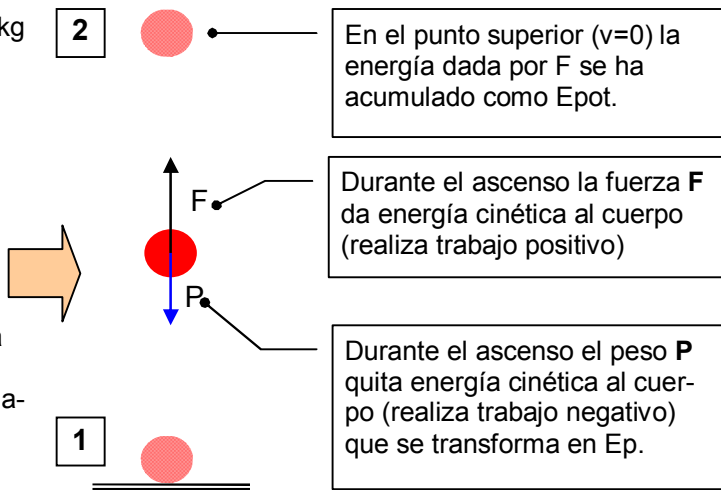 kg
2
En el punto superior (v=0) la
energía dada por F se ha
acumulado como Epot.
F
Durante el ascenso la fuerza F
da energía cinética al cuerpo
(realiza trabajo positivo)
P
Durante el ascenso el peso P
quita energía cinética al cuer-
po (realiza trabajo negativo)
que se transforma en Ep.
a-
1